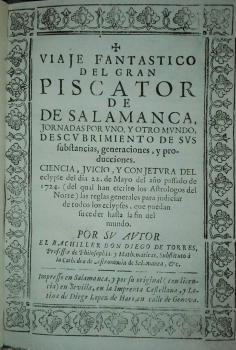 VIAJE FANTASTICO
DEL GRAN
PISCATOR
DE
DE SALAMANCA,
JORNADAS POR VNO, Y OTRO MVNDO,
DESCVBRIMIENTO DE SVS
substancias, generaciones, y pro-
ducciones.
CIENCIA, JVICIO, Y CONJETVRA DEL
eclypse del dia 22. de Mayo del año passado de
1724. (del qual han escrito los Astrologos del
Norte) las reglas generales para judiciar
de todos los eclypses, que puedan
suceder hasta la fin del
mundo.
POR SV AVTOR
EL BACHILLER DON DIEGO DE TORRES,
Professor de Philosophia, y Mathematicas, Substituto à
la Cathedra de Astronomia de Salamanca, &c.
Impresso en Salamanca, y por su original (con licen-
cia) en Sevilla, en la Imprenta Castellana, y La-
tina de Diego Lopez de Haro en calle de Genova.